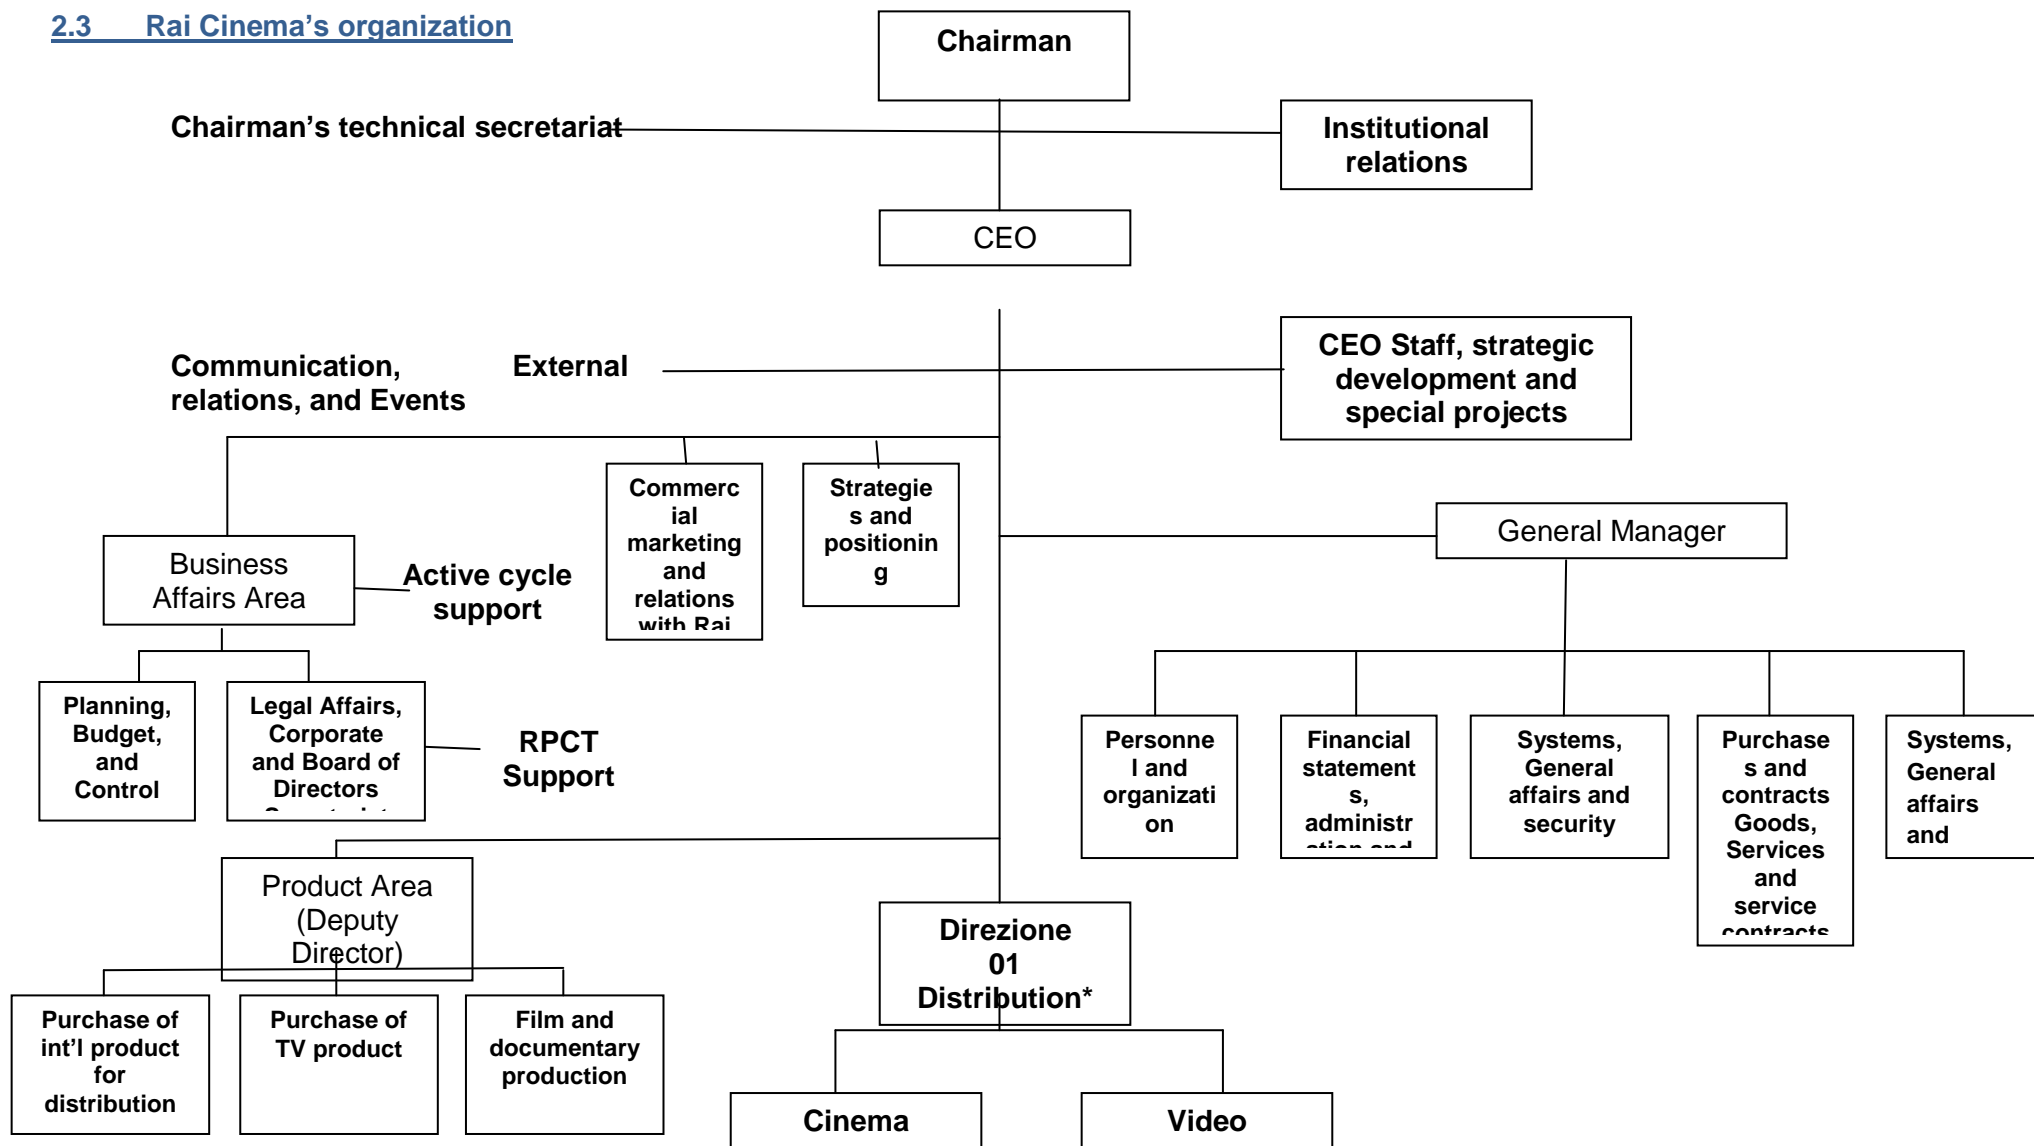 2.3 Rai Cinema’s organization
Chairman
Chairman’s technical secretariat
Institutional
relations
CEO
Communication, External
relations, and Events
CEO Staff, strategic
development and
special projects
Commerc
ial
marketing
and
relations
with Rai
Strategie
s and
positionin
g
General Manager
Business
Affairs Area
Active cycle
support
Planning,
Budget,
and
Control
Legal Affairs,
Corporate
and Board of
Directors
RPCT
Support
Personne
l and
organizati
on
Financial
statement
s,
administr
ation and
Systems,
General
affairs and
security
Purchase
s and
contracts
Goods,
Services
and
service
contracts
Systems,
General
affairs
and
Product Area
(Deputy
Director)
Direzione
01
Distribution*
Purchase of
int’l product
for
distribution
Purchase of
TV product
Film and
documentary
production
Cinema
Video